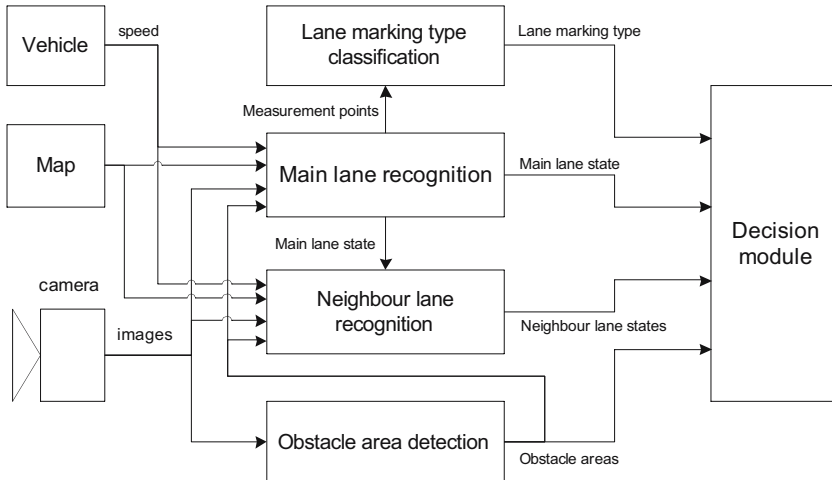 Vehicle
speed
Lane marking type
classification
Lane marking type
Measurement points
Map
Main lane recognition
Main lane state
Main lane state
Decision
module
camera
images
Neighbour lane
recognition
Neighbour lane states
Obstacle area detection
Obstacle areas